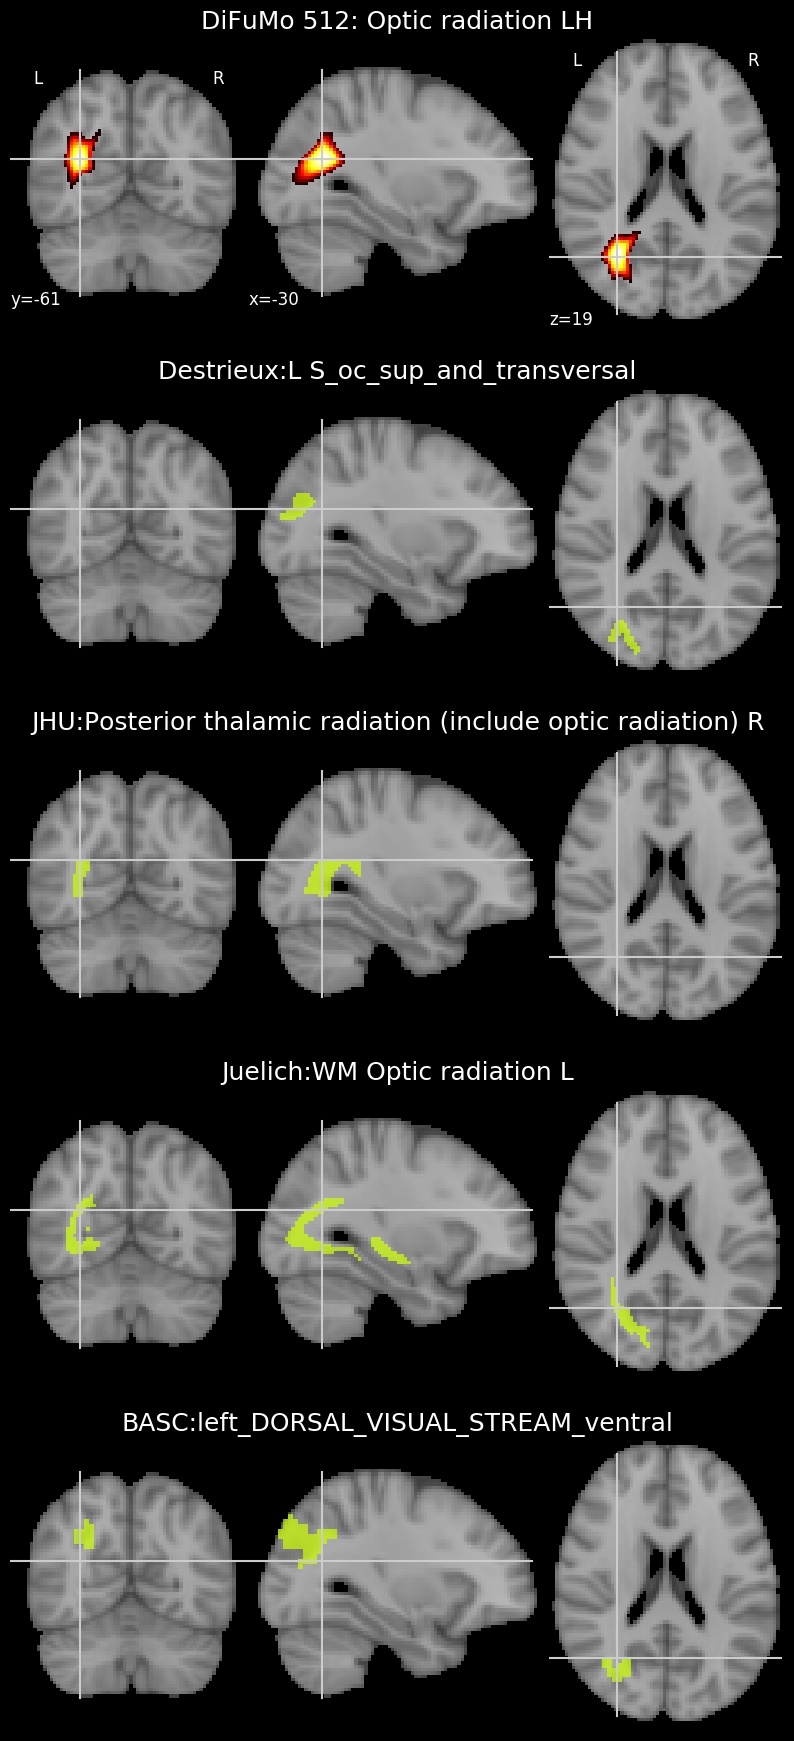 DiFuMo 512: Optic radiation LH
L R L R
y=-61 x=-30 z=19
Destrieux:L S_oc_sup_and_transversal
JHU:Posterior thalamic radiation (include optic radiation) R
Juelich:WM Optic radiation L
BASC:left_DORSAL_VISUAL_STREAM_ventral